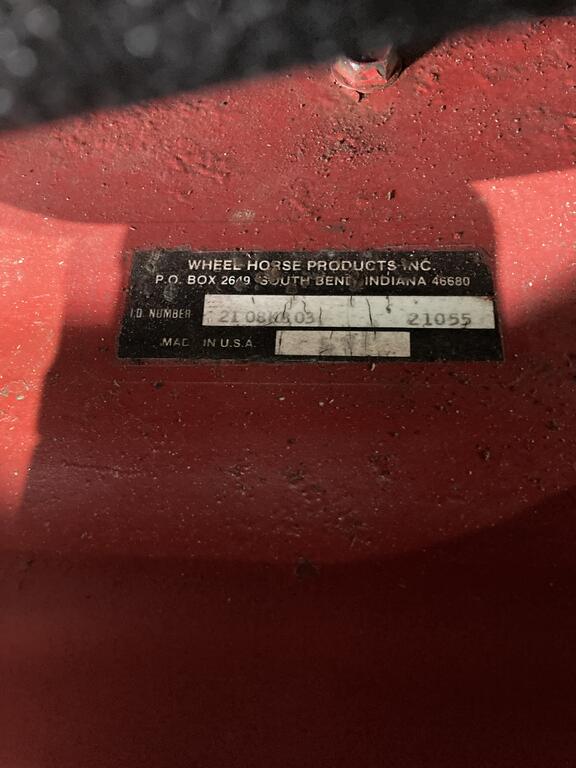 WHEEL HORSE PRODUCTS INC.
P.O. BOX 2649 SOUTH BEND, INDIANA 46680
I.D. NUMBER 21055
MADE IN U.S.A.